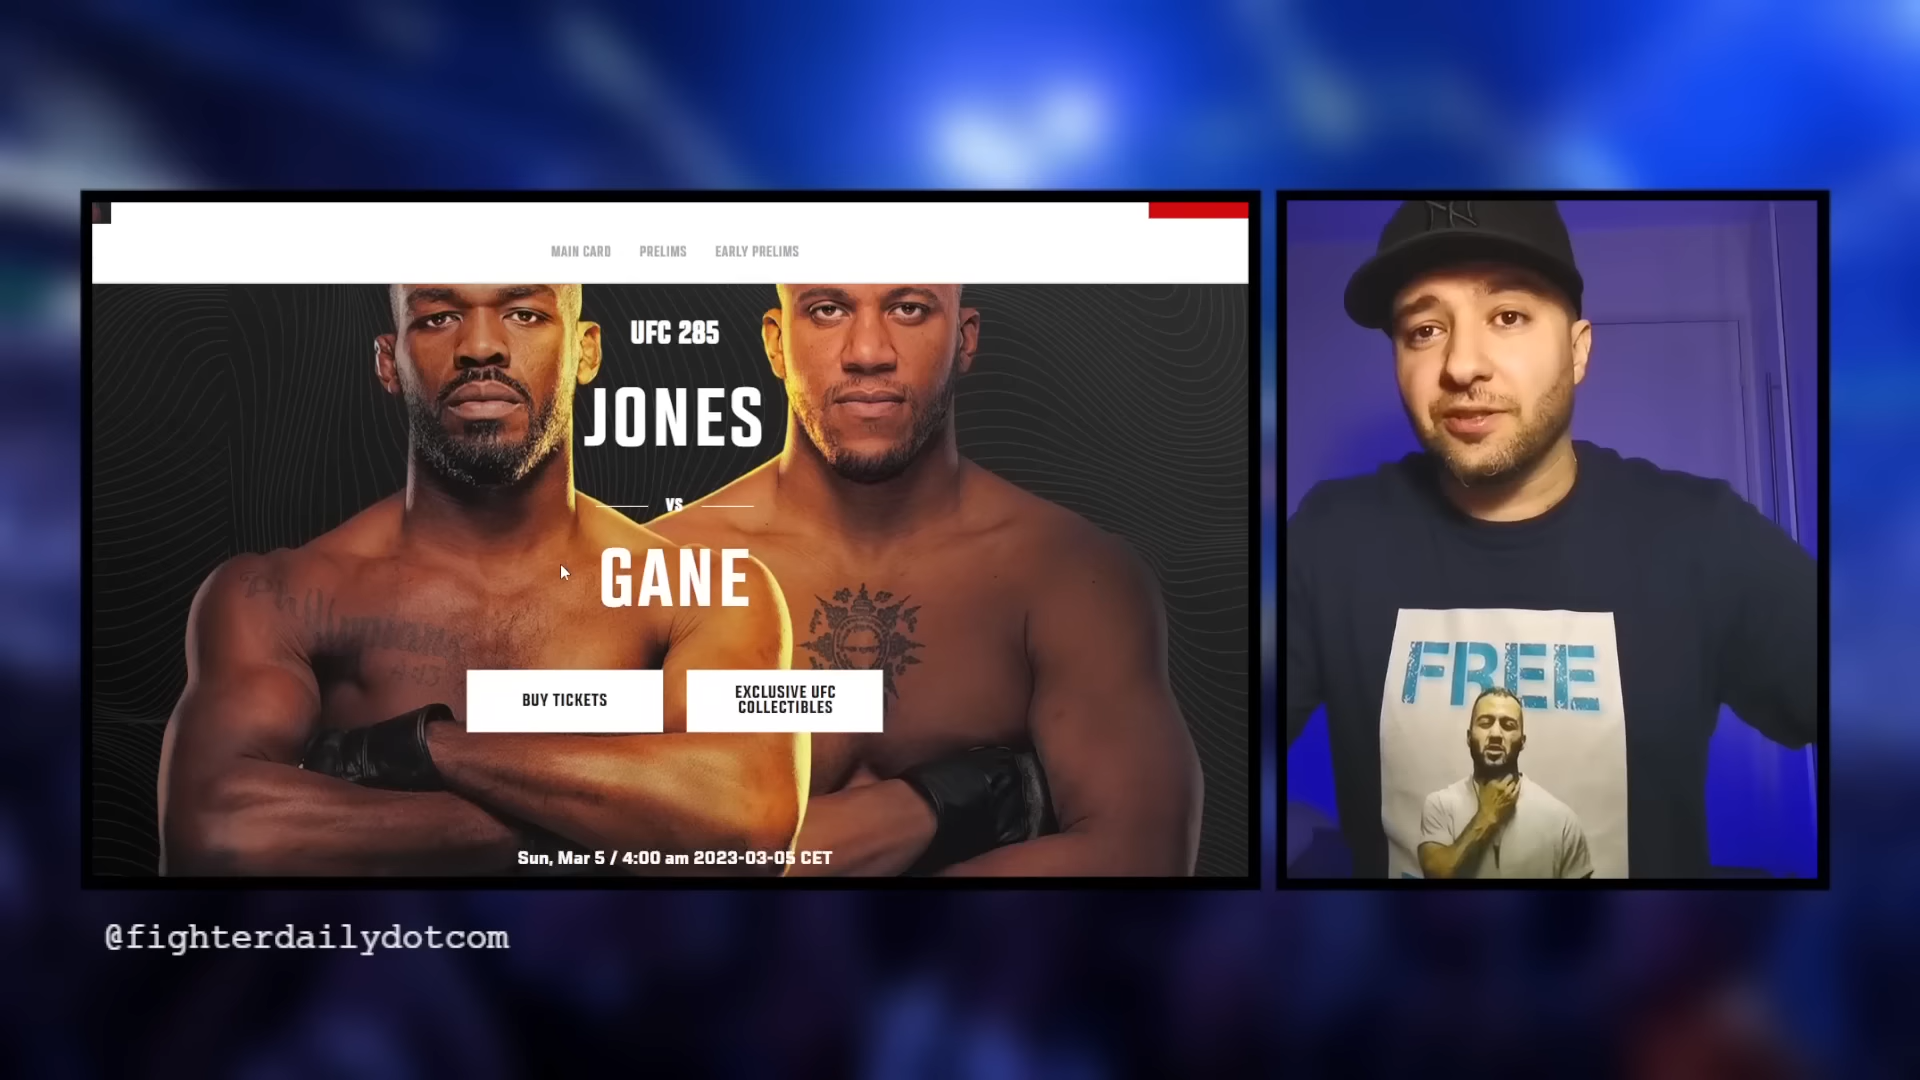 MAIN CARD PRELIMS EARLY PRELIMS
UFC 285
JONES
VS
GANE
BUY TICKETS
EXCLUSIVE UFC
COLLECTIBLES
Sun, Mar 5 / 4:00 am 2023-03-05 CET
NY
FREE
@fighterdailydotcom